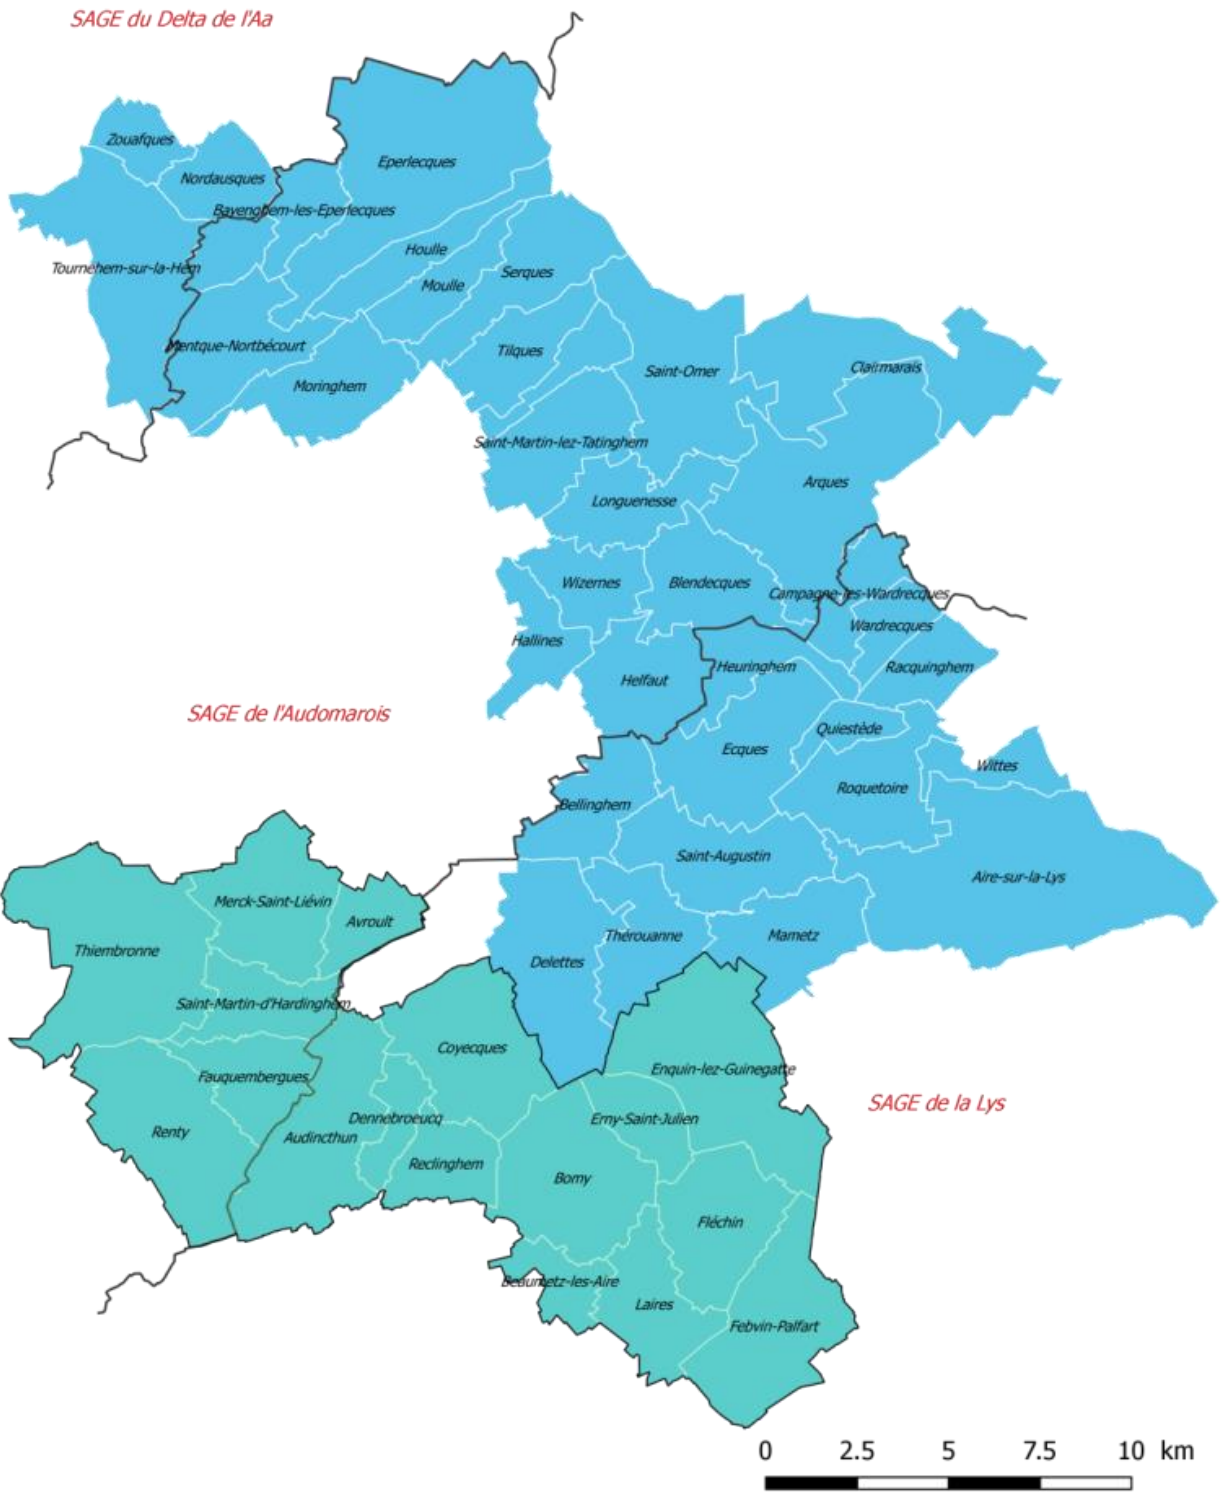 SAGE du Delta de l'Aa
Zouafques
Eperlecques
Nordausques
Bayenghem-les-Eperlecques
Houlle
Tournehem-sur-la-Hem
Serques
Moulle
Mentque-Nortbécourt
Tilques
Moringhem
Saint-Omer
Clairmarais
Saint-Martin-lez-Tatinghem
Arques
Longuenesse
Wizernes
Blendecques
Campagne-les-Wardrecques
Wardrecques
Hallines
Heuringhem
Racquinghem
Helfaut
SAGE de l'Audomarois
Quiestède
Ecques
Wittes
Roquetoire
Bellinghem
Saint-Augustin
Aire-sur-la-Lys
Merck-Saint-Liévin
Avroult
Thérouanne
Mametz
Thiembronne
Delettes
Saint-Martin-d'Hardinghem
Coyecques
Enquin-lez-Guinegatte
Fauquembergues
SAGE de la Lys
Dennebroeucq
Erny-Saint-Julien
Renty
Audincthun
Reclinghem
Bomy
Fléchin
Beaumetz-les-Aire
Laires
Febvin-Palfart
0 2.5 5 7.5 10 km